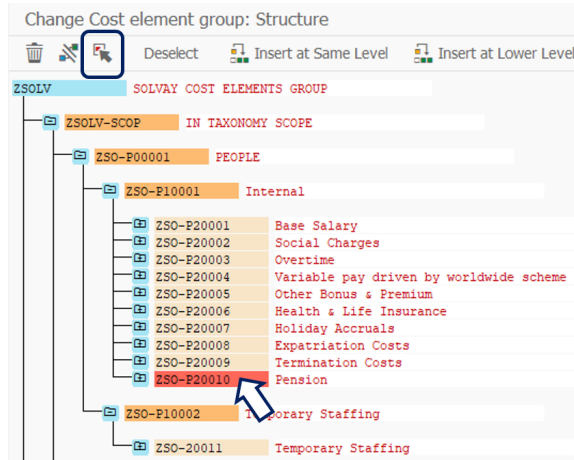 Change Cost element group: Structure
Deselect Insert at Same Level Insert at Lower Level
ZSOLV SOLVAY COST ELEMENTS GROUP
ZSOLV-SCOP IN TAXONOMY SCOPE
ZSO-P00001 PEOPLE
ZSO-P10001 Internal
ZSO-P20001 Base Salary
ZSO-P20002 Social Charges
ZSO-P20003 Overtime
ZSO-P20004 Variable pay driven by worldwide scheme
ZSO-P20005 Other Bonus & Premium
ZSO-P20006 Health & Life Insurance
ZSO-P20007 Holiday Accruals
ZSO-P20008 Expatriation Costs
ZSO-P20009 Termination Costs
ZSO-P20010 Pension
ZSO-P10002 Temporary Staffing
ZSO-20011 Temporary Staffing